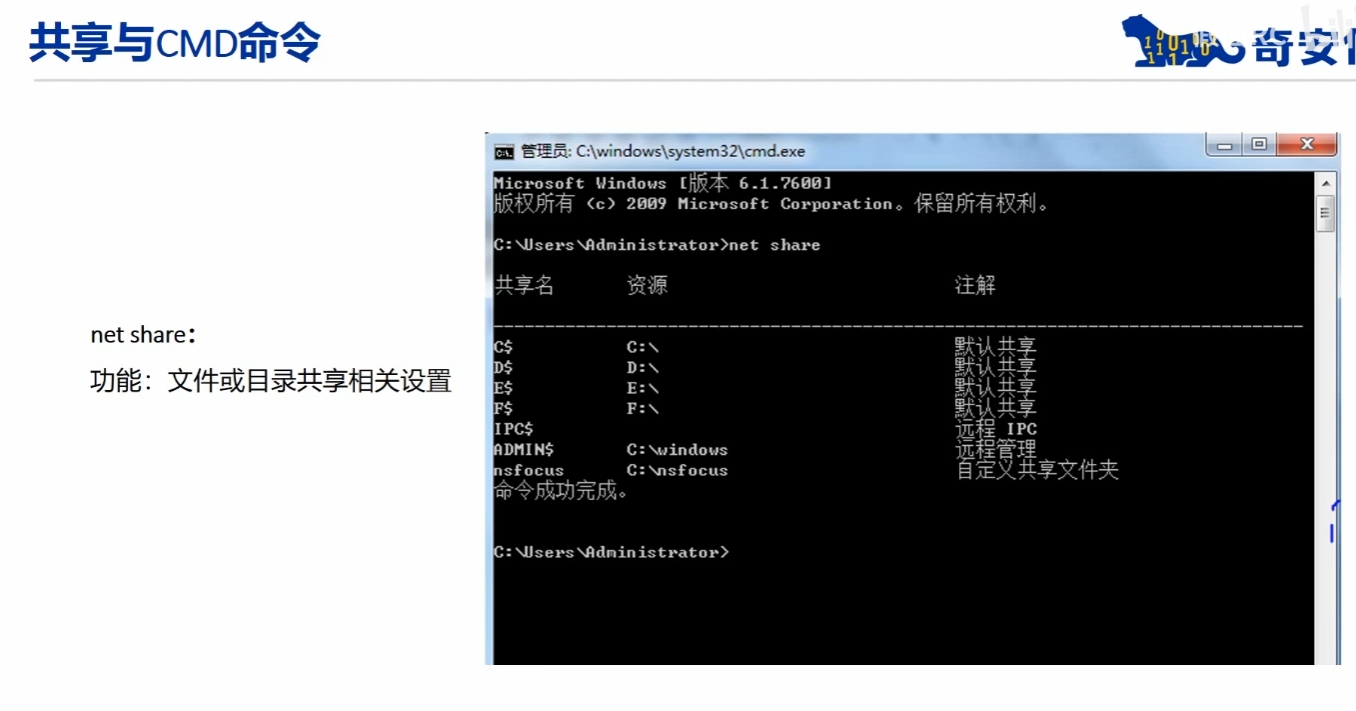 共享与CMD命令
奇安信
管理员: C:\windows\system32\cmd.exe
Microsoft Windows [版本 6.1.7600]
版权所有 (c) 2009 Microsoft Corporation。保留所有权利。
C:\Users\Administrator>net share
共享名 资源 注解
-------------------------------------------------------------------------------
C$ C:\ 默认共享
D$ D:\ 默认共享
E$ E:\ 默认共享
F$ F:\ 默认共享
IPC$ 远程 IPC
ADMIN$ C:\windows 远程管理
nsfocus C:\nsfocus 自定义共享文件夹
命令成功完成。
C:\Users\Administrator>
net share：
功能：文件或目录共享相关设置